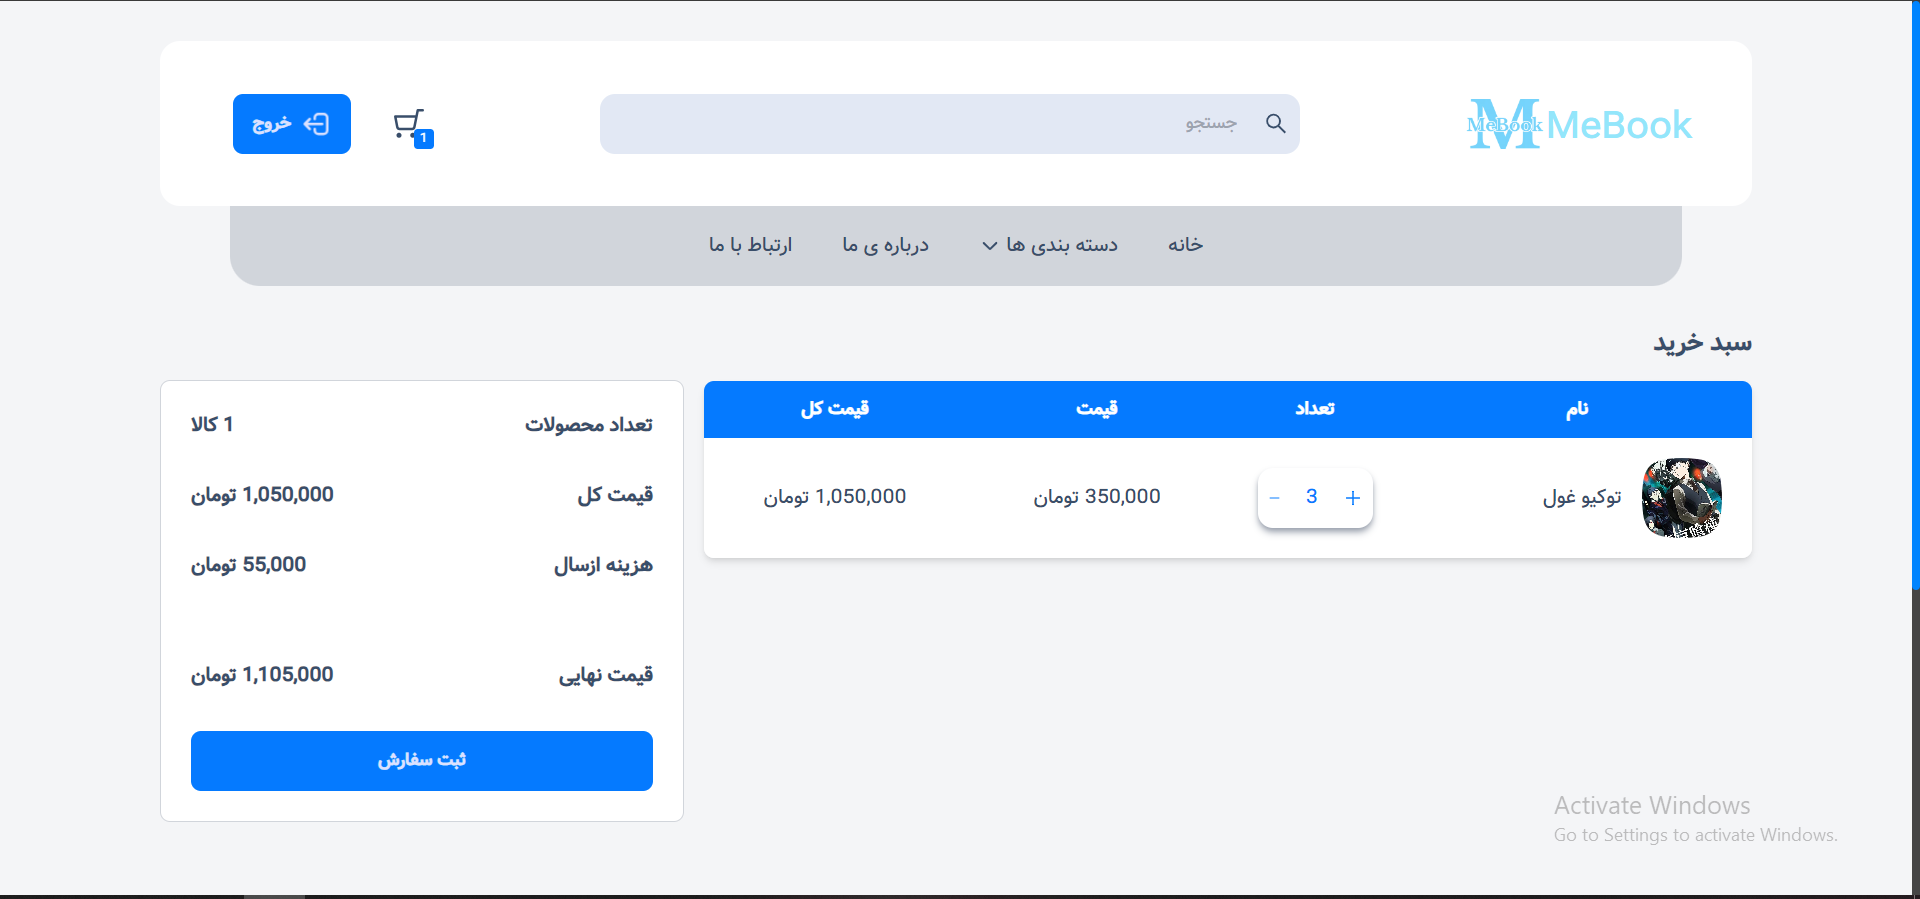 MeBook
MeBook
جستجو
1
خروج
خانه
دسته بندی ها
درباره ی ما
ارتباط با ما
سبد خرید
نام تعداد قیمت قیمت کل
توکیو غول + 3 − 350,000 تومان 1,050,000 تومان
تعداد محصولات 1 کالا
قیمت کل 1,050,000 تومان
هزینه ازسال 55,000 تومان
قیمت نهایی 1,105,000 تومان
ثبت سفارش
Activate Windows
Go to Settings to activate Windows.